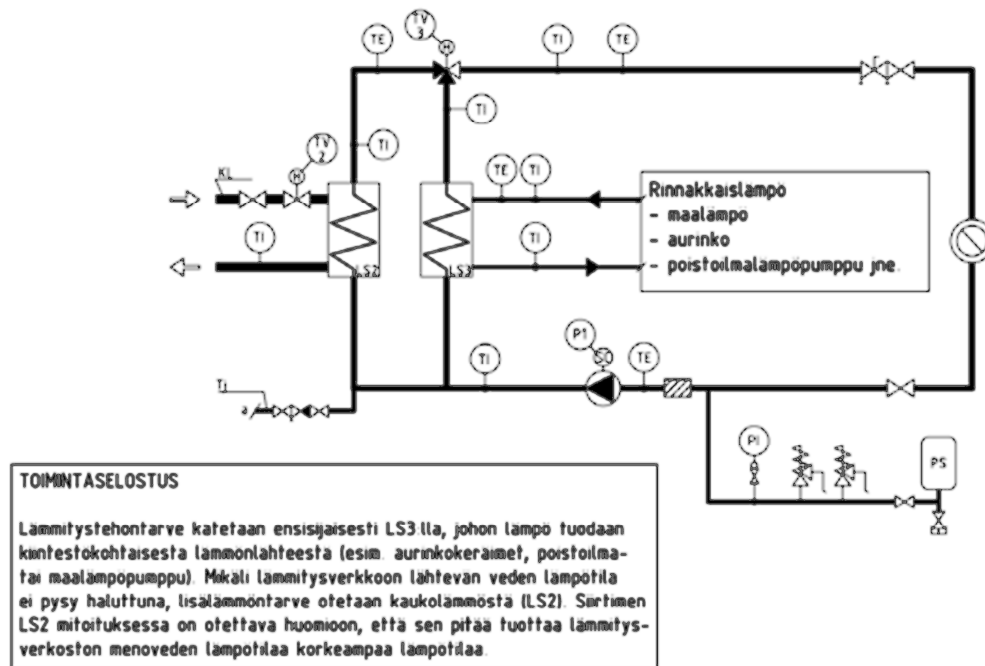 TV
3
TE
TI
TE
TI
TI
TV
2
KL
TE
TI
TI
TI
LS2
LS3
Rinnakkaislämpö
- maalämpö
- aurinko
- poistoilmalämpöpumppu jne.
P1
SC
TI
TE
Tj
a
PI
PS
TOIMINTASELOSTUS
Lämmitystehontarve katetaan ensisijaisesti LS3:lla, johon lämpö tuodaan
kiintestökohtaisesta lämmönlähteestä (esim. aurinkokeräimet, poistoilma-
tai maalämpöpumppu). Mikäli lämmitysverkkoon lähtevän veden lämpötila
ei pysy haluttuna, lisälämmöntarve otetaan kaukolämmöstä (LS2). Siirtimen
LS2 mitoituksessa on otettava huomioon, että sen pitää tuottaa lämmitys-
verkoston menoveden lämpötilaa korkeampaa lämpötilaa.